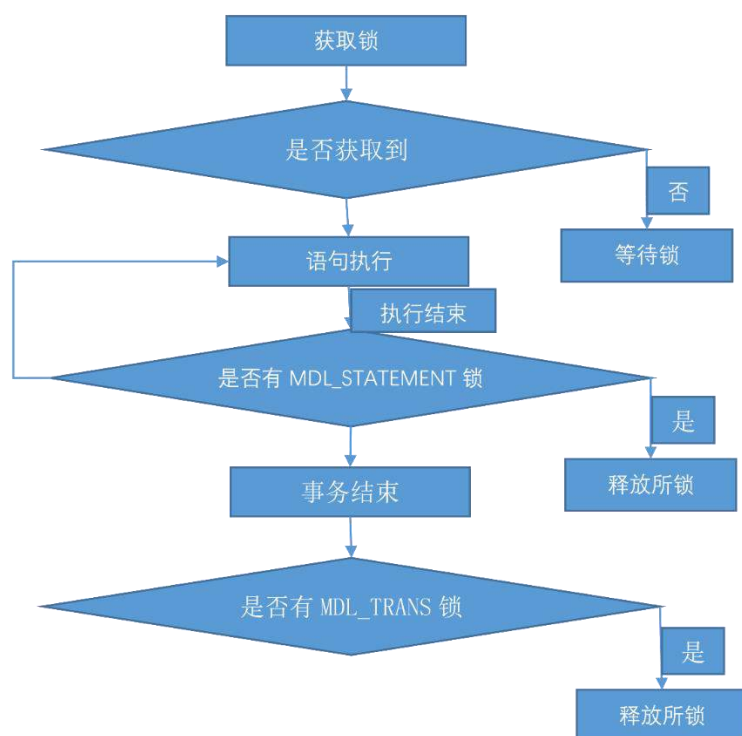 获取锁
是否获取到
否
语句执行
等待锁
执行结束
是否有 MDL_STATEMENT 锁
是
事务结束
释放所锁
是否有 MDL_TRANS 锁
是
释放所锁